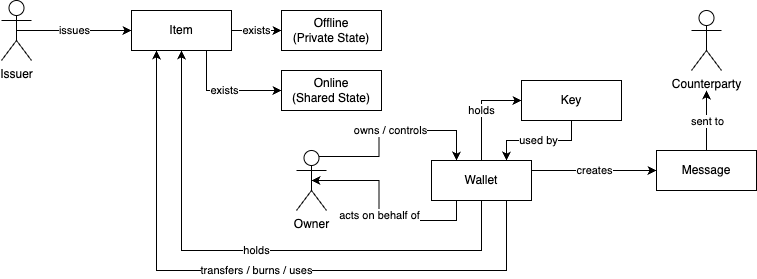 Issuer
issues
Item
exists
Offline
(Private State)
exists
Online
(Shared State)
Counterparty
sent to
Key
holds
used by
owns / controls
Owner
acts on behalf of
Wallet
creates
Message
holds
transfers / burns / uses